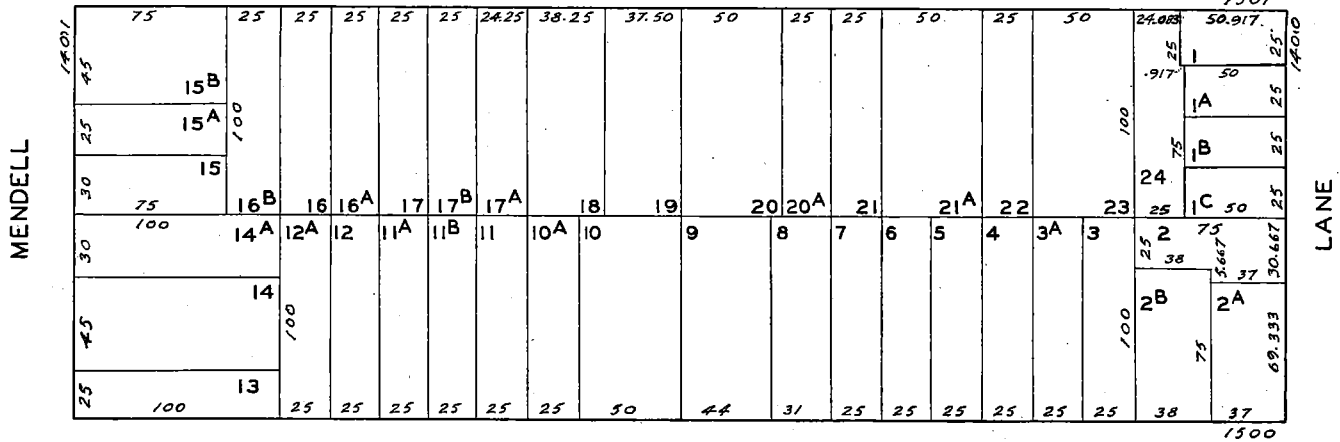 1501
75 25 25 25 25 25 24.25 38.25 37.50 50 25 25 50 25 50 24.083 50.917
14011 45 15B 25 1 25 14010
.917 50
25 15A 100 100 1A 25
75 1B 25
MENDELL 30 15 24 1C 25 LANE
75 16B 16 16A 17 17B 17A 18 19 20 20A 21 21A 22 23 25 50
100 14A 12A 12 11A 11B 11 10A 10 9 8 7 6 5 4 3A 3 2 75
30 25 38 5.667 37 30.667
14 2B 2A
45 100 100 75 69.333
13
25 100 25 25 25 25 25 25 50 44 31 25 25 25 25 25 25 38 37
1500